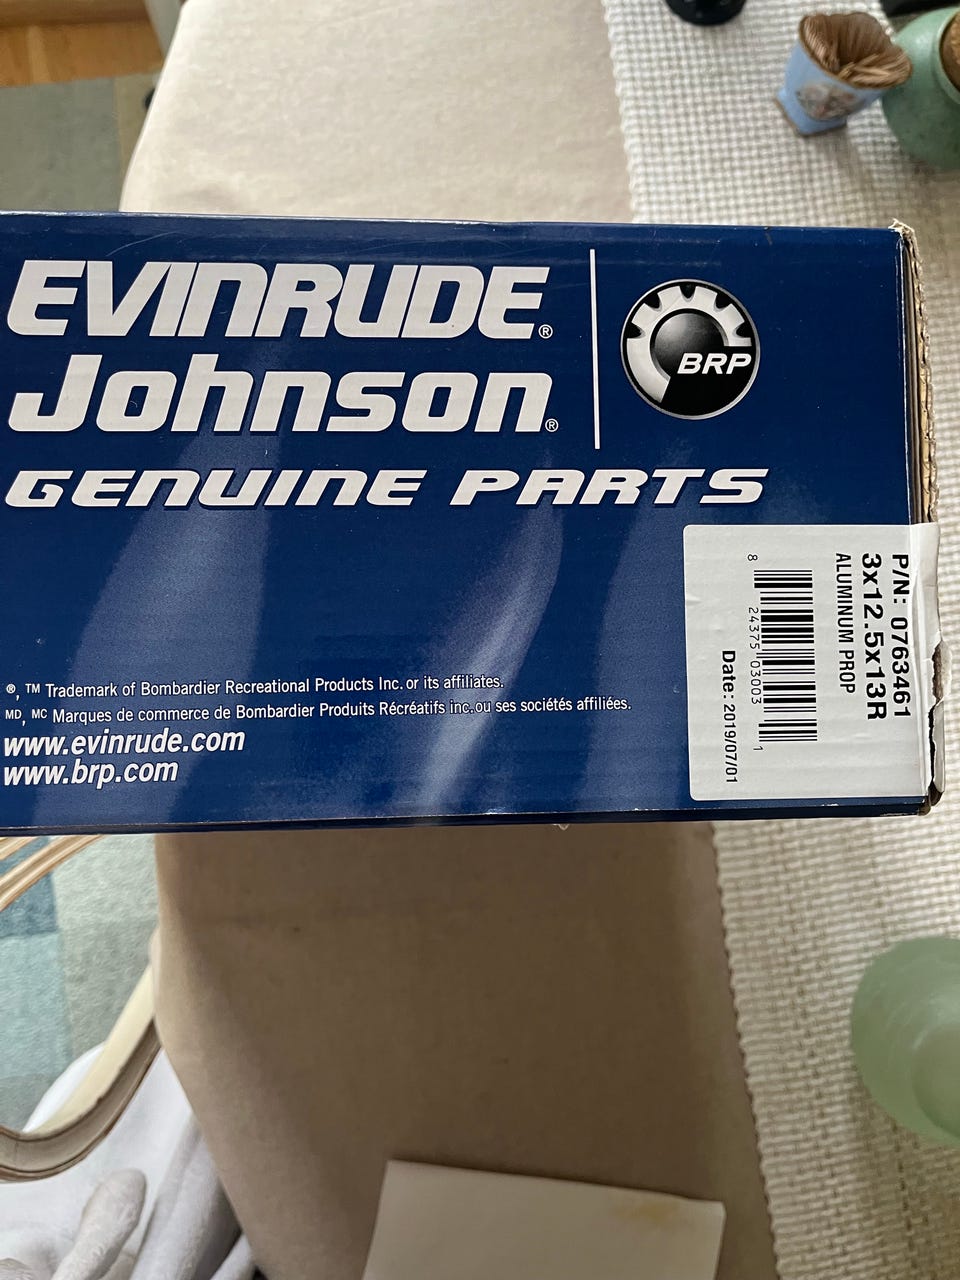 EVINRUDE®
Johnson®
GENUINE PARTS
BRP
P/N: 0763461
3x12.5x13R
ALUMINUM PROP
8 24375 03003 1
Date: 2019/07/01
®, ™ Trademark of Bombardier Recreational Products Inc. or its affiliates.
MD, MC Marques de commerce de Bombardier Produits Récréatifs inc. ou ses sociétés affiliées.
www.evinrude.com
www.brp.com